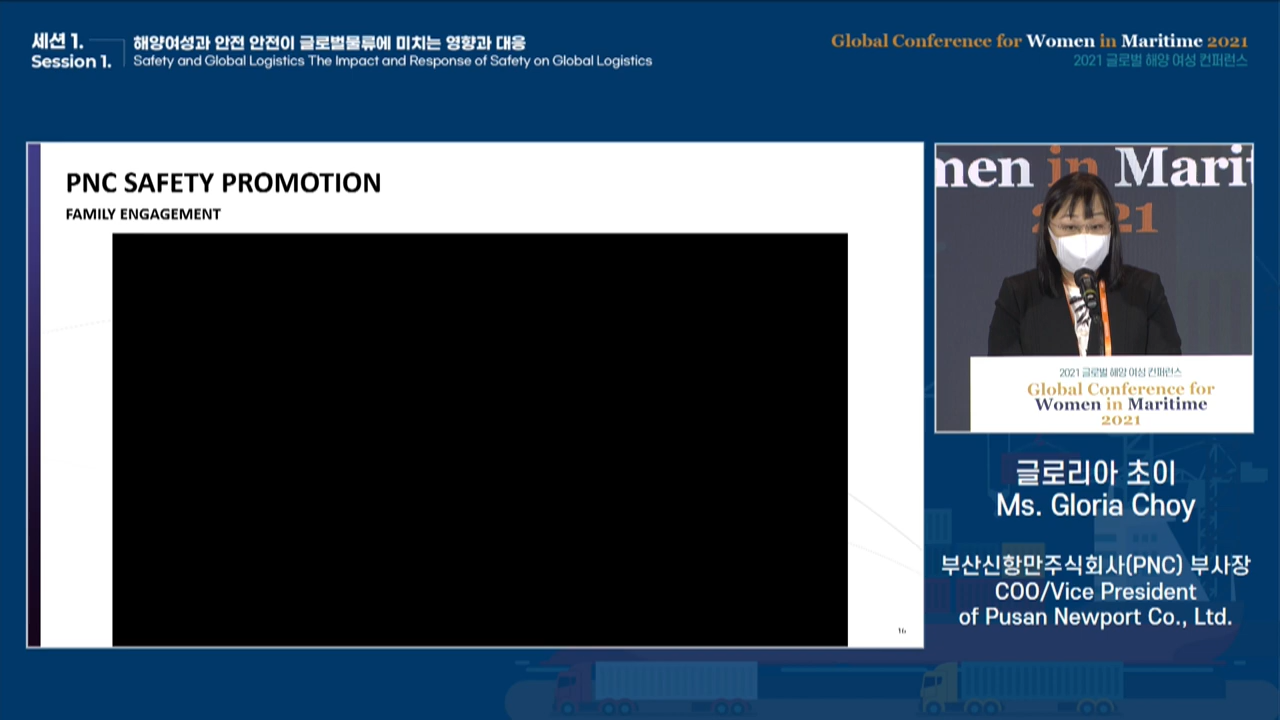 세션 1.
Session 1.
해양여성과 안전 안전이 글로벌물류에 미치는 영향과 대응
Safety and Global Logistics The Impact and Response of Safety on Global Logistics
Global Conference for Women in Maritime 2021
2021 글로벌 해양 여성 컨퍼런스
PNC SAFETY PROMOTION
FAMILY ENGAGEMENT
16
men in Marit
2021
2021 글로벌 해양 여성 컨퍼런스
Global Conference for
Women in Maritime
2021
글로리아 초이
Ms. Gloria Choy
부산신항만주식회사(PNC) 부사장
COO/Vice President
of Pusan Newport Co., Ltd.